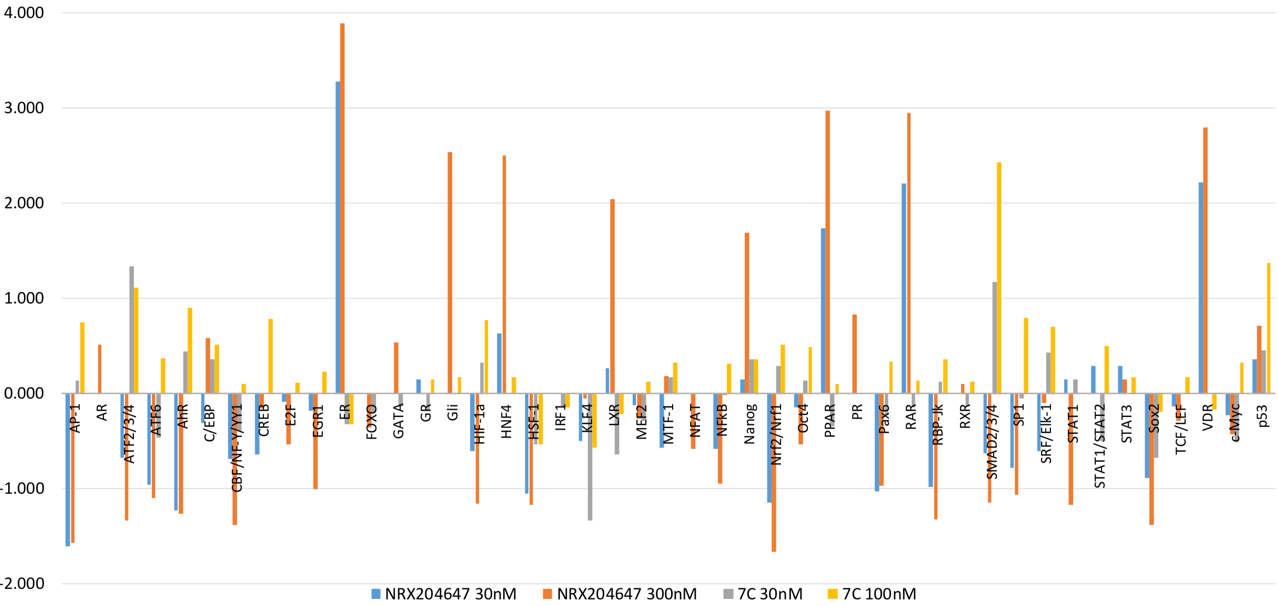 4.000
3.000
2.000
1.000
0.000
-1.000
-2.000
AP-1
AR
ATF2/3/4
ATF6
AhR
C/EBP
CBF/NF-Y/YY1
CREB
E2F
EGR1
ER
FOXO
GATA
GR
Gli
HIF-1a
HNF4
HSF-1
IRF1
KLF4
LXR
MEF2
MTF-1
NFAT
NFkB
Nanog
Nrf2/Nrf1
Oct4
PPAR
PR
Pax6
RAR
RBP-Jk
RXR
SMAD2/3/4
SP1
SRF/Elk-1
STAT1
STAT1/STAT2
STAT3
Sox2
TCF/LEF
VDR
c-Myc
p53
NRX204647 30nM NRX204647 300nM 7C 30nM 7C 100nM